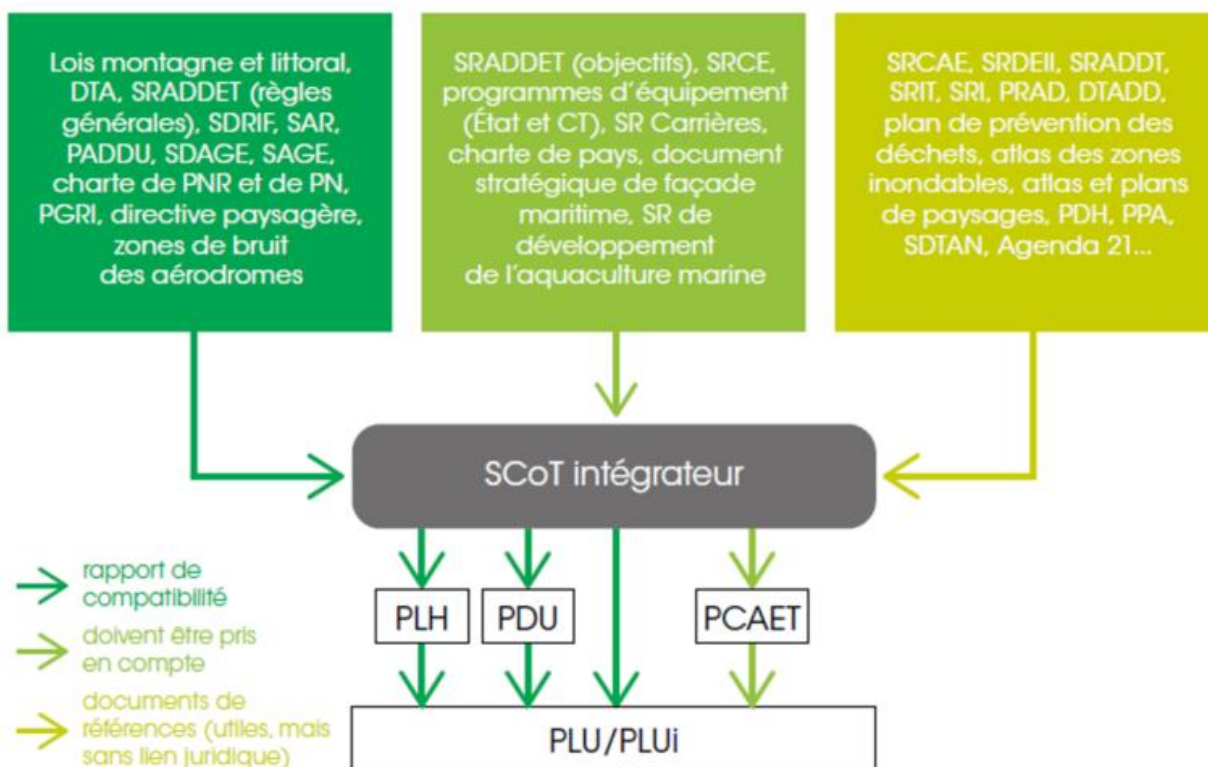 Lois montagne et littoral,
DTA, SRADDET (règles
générales), SDRIF, SAR,
PADDU, SDAGE, SAGE,
charte de PNR et de PN,
PGRI, directive paysagère,
zones de bruit
des aérodromes
SRADDET (objectifs), SRCE,
programmes d'équipement
(État et CT), SR Carrières,
charte de pays, document
stratégique de façade
maritime, SR de
développement
de l'aquaculture marine
SRCAE, SRDEII, SRADDT,
SRIT, SRI, PRAD, DTADD,
plan de prévention des
déchets, atlas des zones
inondables, atlas et plans
de paysages, PDH, PPA,
SDTAN, Agenda 21...
SCoT intégrateur
rapport de
compatibilité
doivent être pris
en compte
documents de
références (utiles, mais
sans lien juridique)
PLH
PDU
PCAET
PLU/PLUi